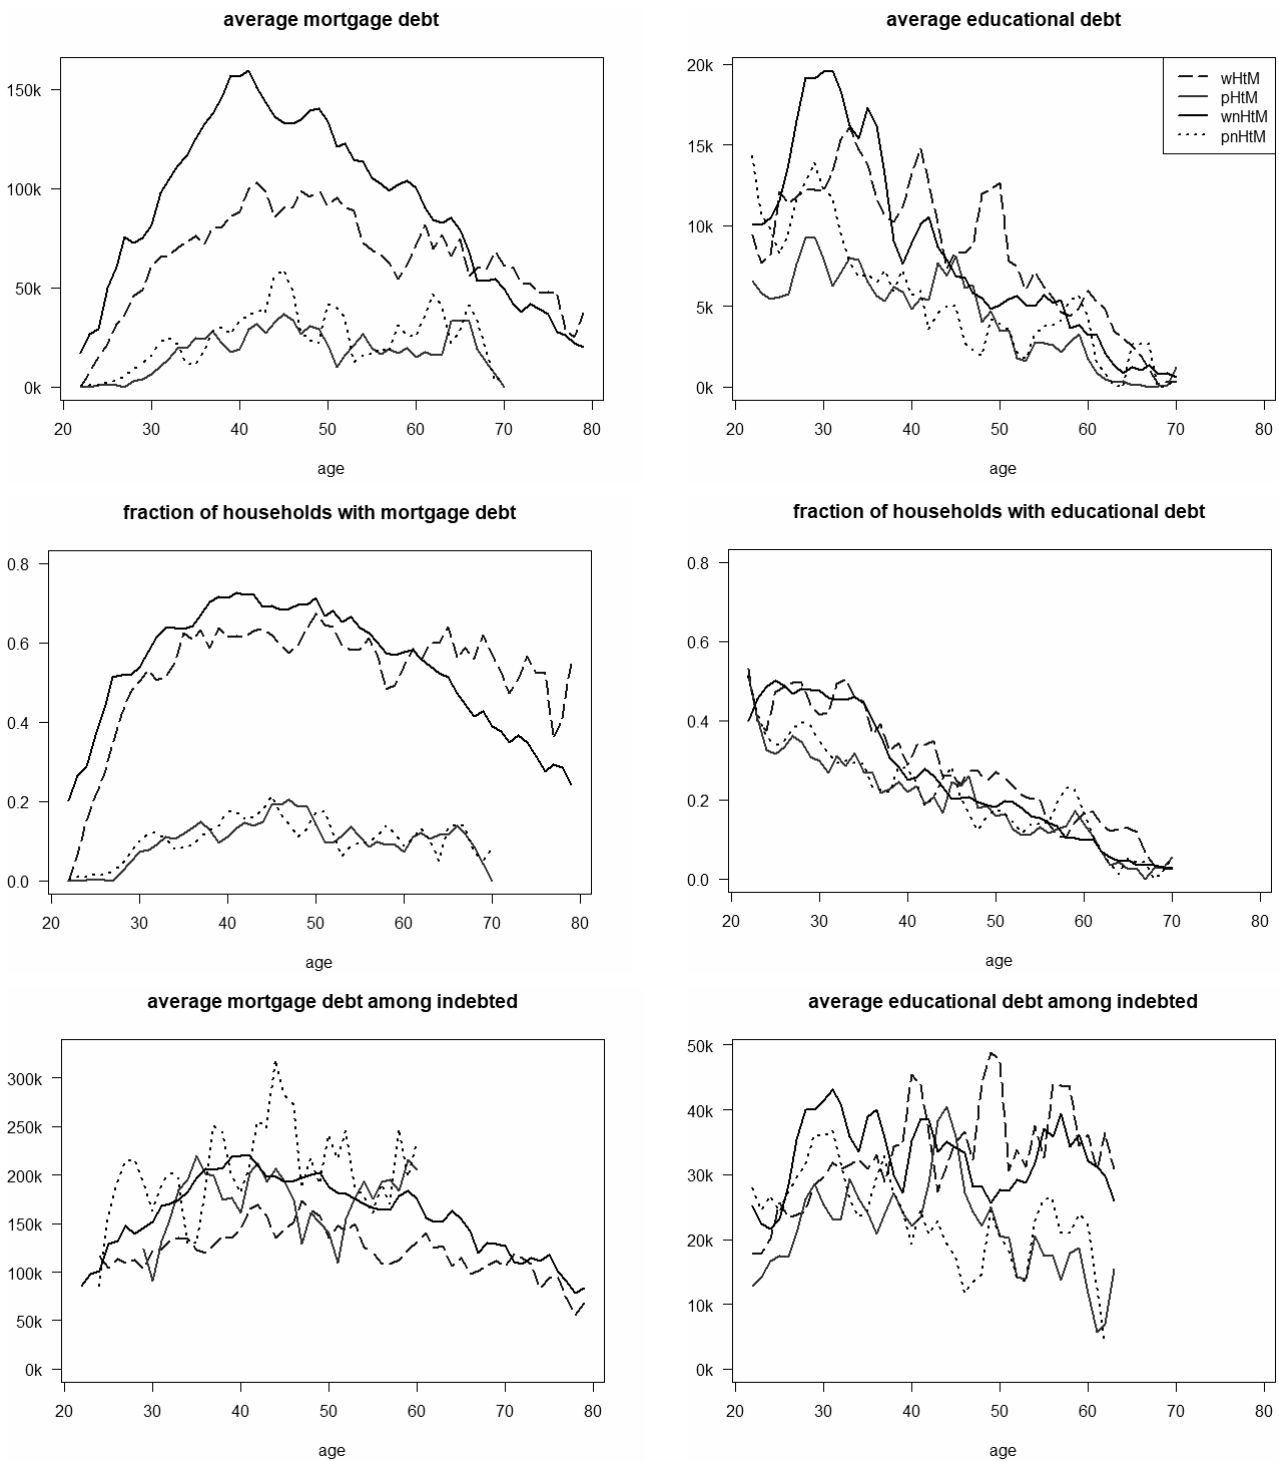 average mortgage debt
150k
100k
50k
0k
20 30 40 50 60 70 80
age
average educational debt
20k
15k
10k
5k
0k
20 30 40 50 60 70 80
age
wHtM
pHtM
wnHtM
pnHtM
fraction of households with mortgage debt
0.8
0.6
0.4
0.2
0.0
20 30 40 50 60 70 80
age
fraction of households with educational debt
0.8
0.6
0.4
0.2
0.0
20 30 40 50 60 70 80
age
average mortgage debt among indebted
300k
250k
200k
150k
100k
50k
0k
20 30 40 50 60 70 80
age
average educational debt among indebted
50k
40k
30k
20k
10k
0k
20 30 40 50 60 70 80
age